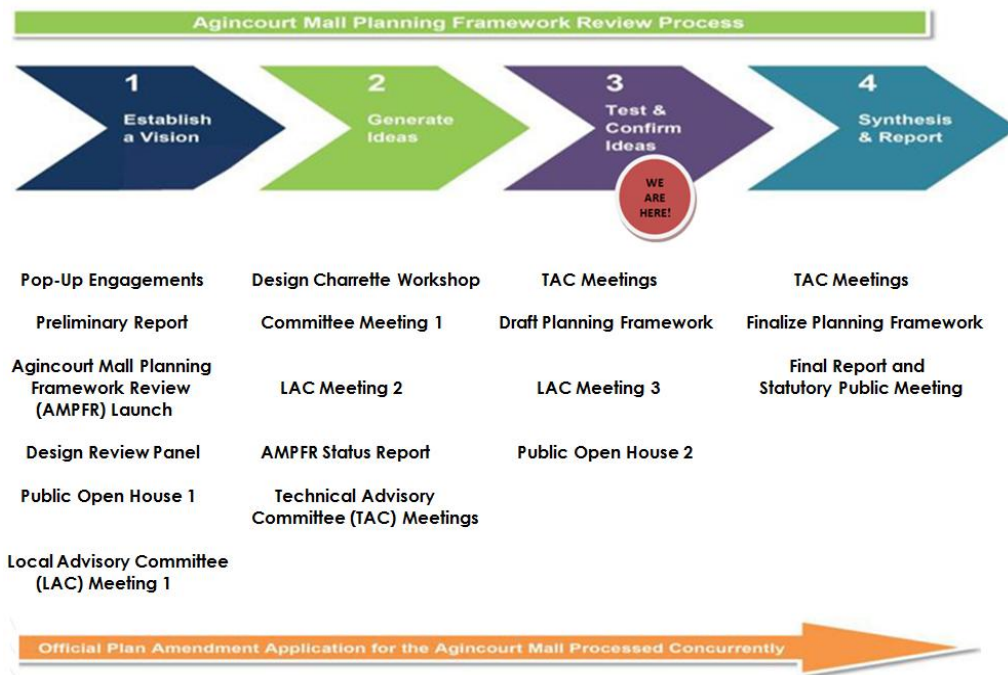 Agincourt Mall Planning Framework Review Process
1
Establish
a Vision
2
Generate
Ideas
3
Test &
Confirm
Ideas
4
Synthesis
& Report
WE
ARE
HERE!
Pop-Up Engagements
Preliminary Report
Agincourt Mall Planning
Framework Review
(AMPFR) Launch
Design Review Panel
Public Open House 1
Local Advisory Committee
(LAC) Meeting 1
Design Charrette Workshop
Committee Meeting 1
LAC Meeting 2
AMPFR Status Report
Technical Advisory
Committee (TAC) Meetings
TAC Meetings
Draft Planning Framework
LAC Meeting 3
Public Open House 2
TAC Meetings
Finalize Planning Framework
Final Report and
Statutory Public Meeting
Official Plan Amendment Application for the Agincourt Mall Processed Concurrently